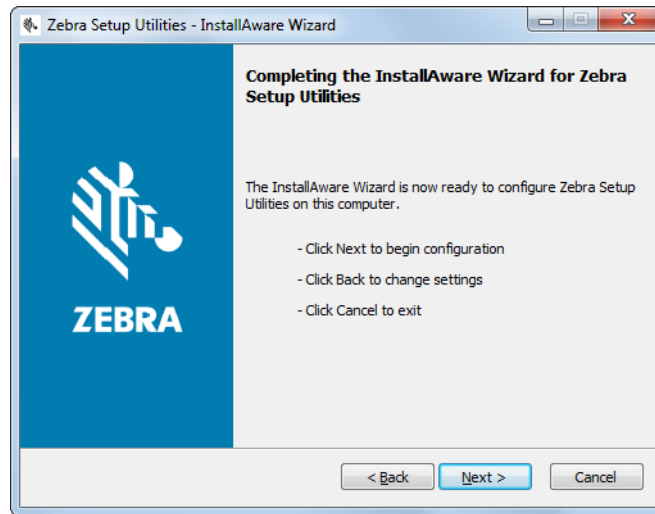 Zebra Setup Utilities - InstallAware Wizard
Completing the InstallAware Wizard for Zebra
Setup Utilities
The InstallAware Wizard is now ready to configure Zebra Setup
Utilities on this computer.
- Click Next to begin configuration
- Click Back to change settings
- Click Cancel to exit
ZEBRA
< Back Next > Cancel